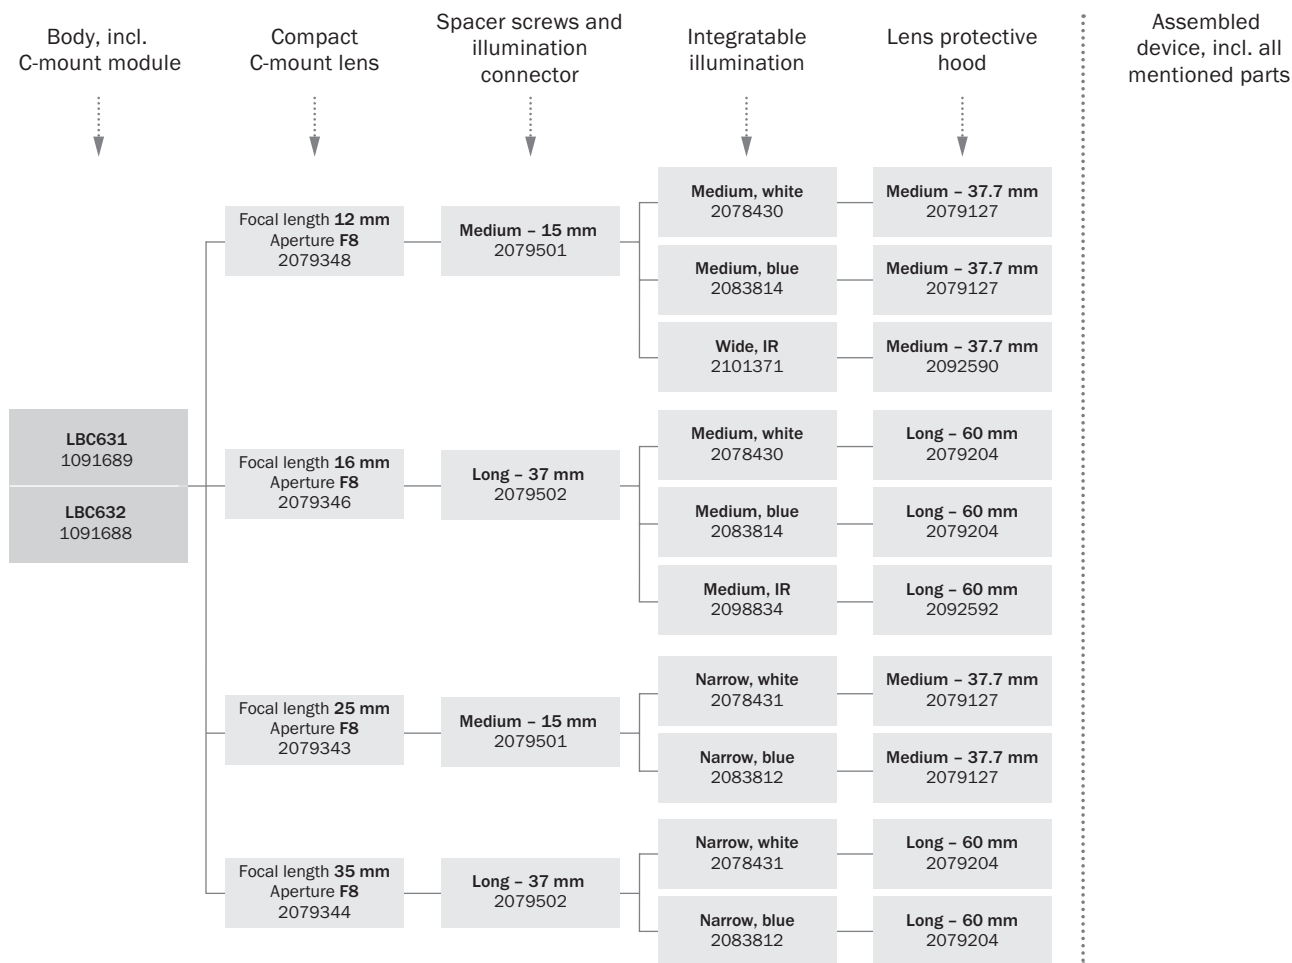 Body, incl.
C-mount module
Compact
C-mount lens
Spacer screws and
illumination
connector
Integratable
illumination
Lens protective
hood
Assembled
device, incl. all
mentioned parts
LBC631
1091689
LBC632
1091688
Focal length 12 mm
Aperture F8
2079348
Medium – 15 mm
2079501
Medium, white
2078430
Medium – 37.7 mm
2079127
Medium, blue
2083814
Medium – 37.7 mm
2079127
Wide, IR
2101371
Medium – 37.7 mm
2092590
Focal length 16 mm
Aperture F8
2079346
Long – 37 mm
2079502
Medium, white
2078430
Long – 60 mm
2079204
Medium, blue
2083814
Long – 60 mm
2079204
Medium, IR
2098834
Long – 60 mm
2092592
Focal length 25 mm
Aperture F8
2079343
Medium – 15 mm
2079501
Narrow, white
2078431
Medium – 37.7 mm
2079127
Narrow, blue
2083812
Medium – 37.7 mm
2079127
Focal length 35 mm
Aperture F8
2079344
Long – 37 mm
2079502
Narrow, white
2078431
Long – 60 mm
2079204
Narrow, blue
2083812
Long – 60 mm
2079204